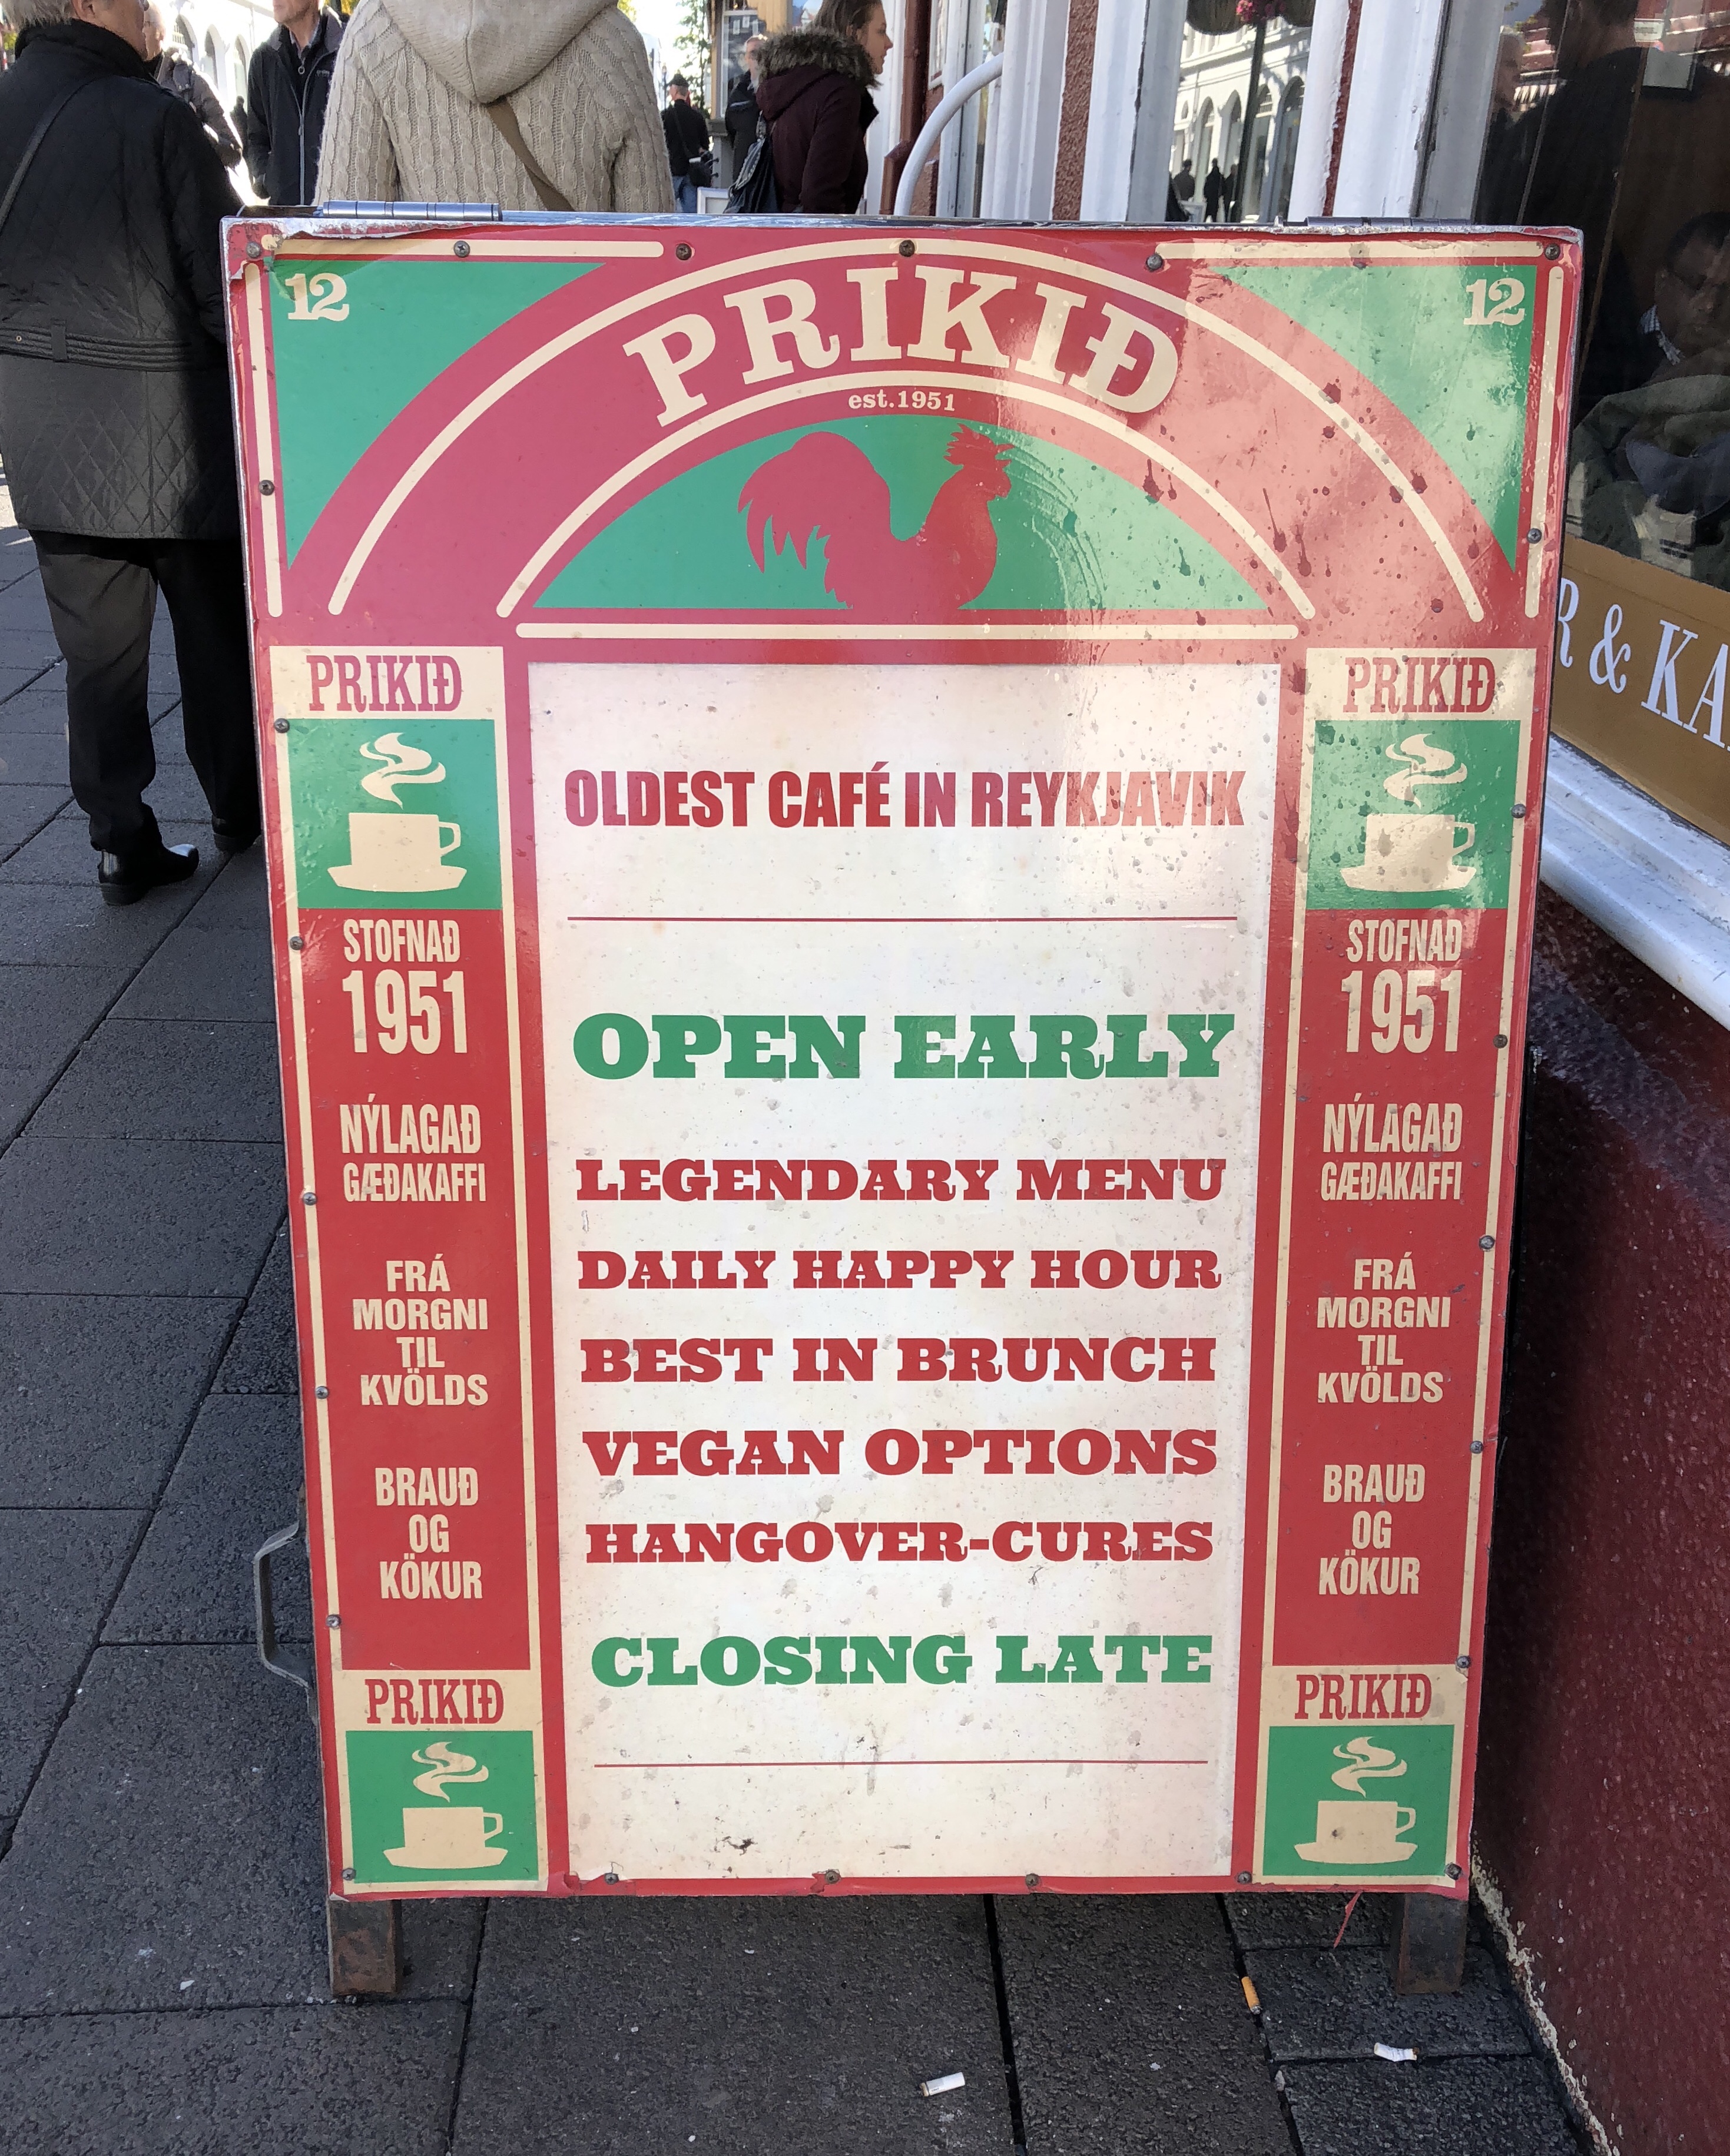 12
12
PRIKIÐ
est.1951
PRIKIÐ
STOFNAÐ
1951
NÝLAGAÐ
GÆÐAKAFFI
FRÁ
MORGNI
TIL
KVÖLDS
BRAUÐ
OG
KÖKUR
PRIKIÐ
OLDEST CAFÉ IN REYKJAVIK
OPEN EARLY
LEGENDARY MENU
DAILY HAPPY HOUR
BEST IN BRUNCH
VEGAN OPTIONS
HANGOVER-CURES
CLOSING LATE
PRIKIÐ
STOFNAÐ
1951
NÝLAGAÐ
GÆÐAKAFFI
FRÁ
MORGNI
TIL
KVÖLDS
BRAUÐ
OG
KÖKUR
PRIKIÐ
R & KA